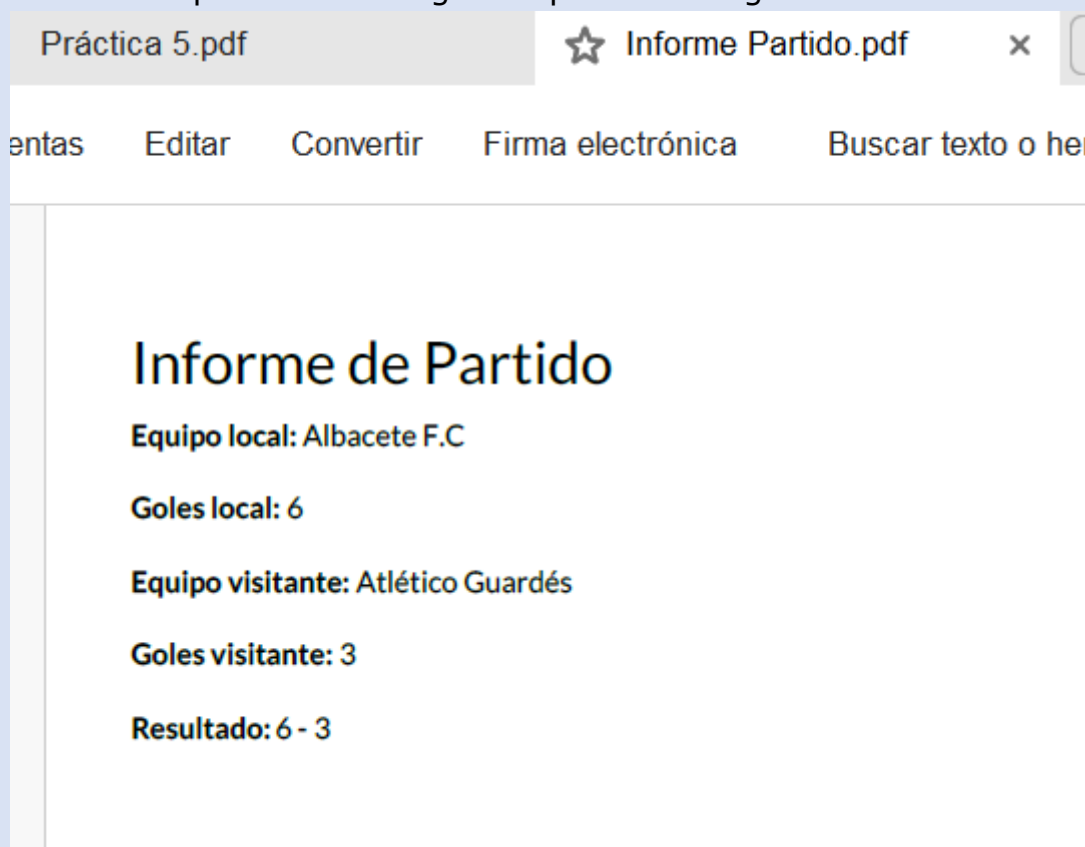 Práctica 5.pdf
Informe Partido.pdf
entas Editar Convertir Firma electrónica Buscar texto o her
Informe de Partido
Equipo local: Albacete F.C
Goles local: 6
Equipo visitante: Atlético Guardés
Goles visitante: 3
Resultado: 6 - 3